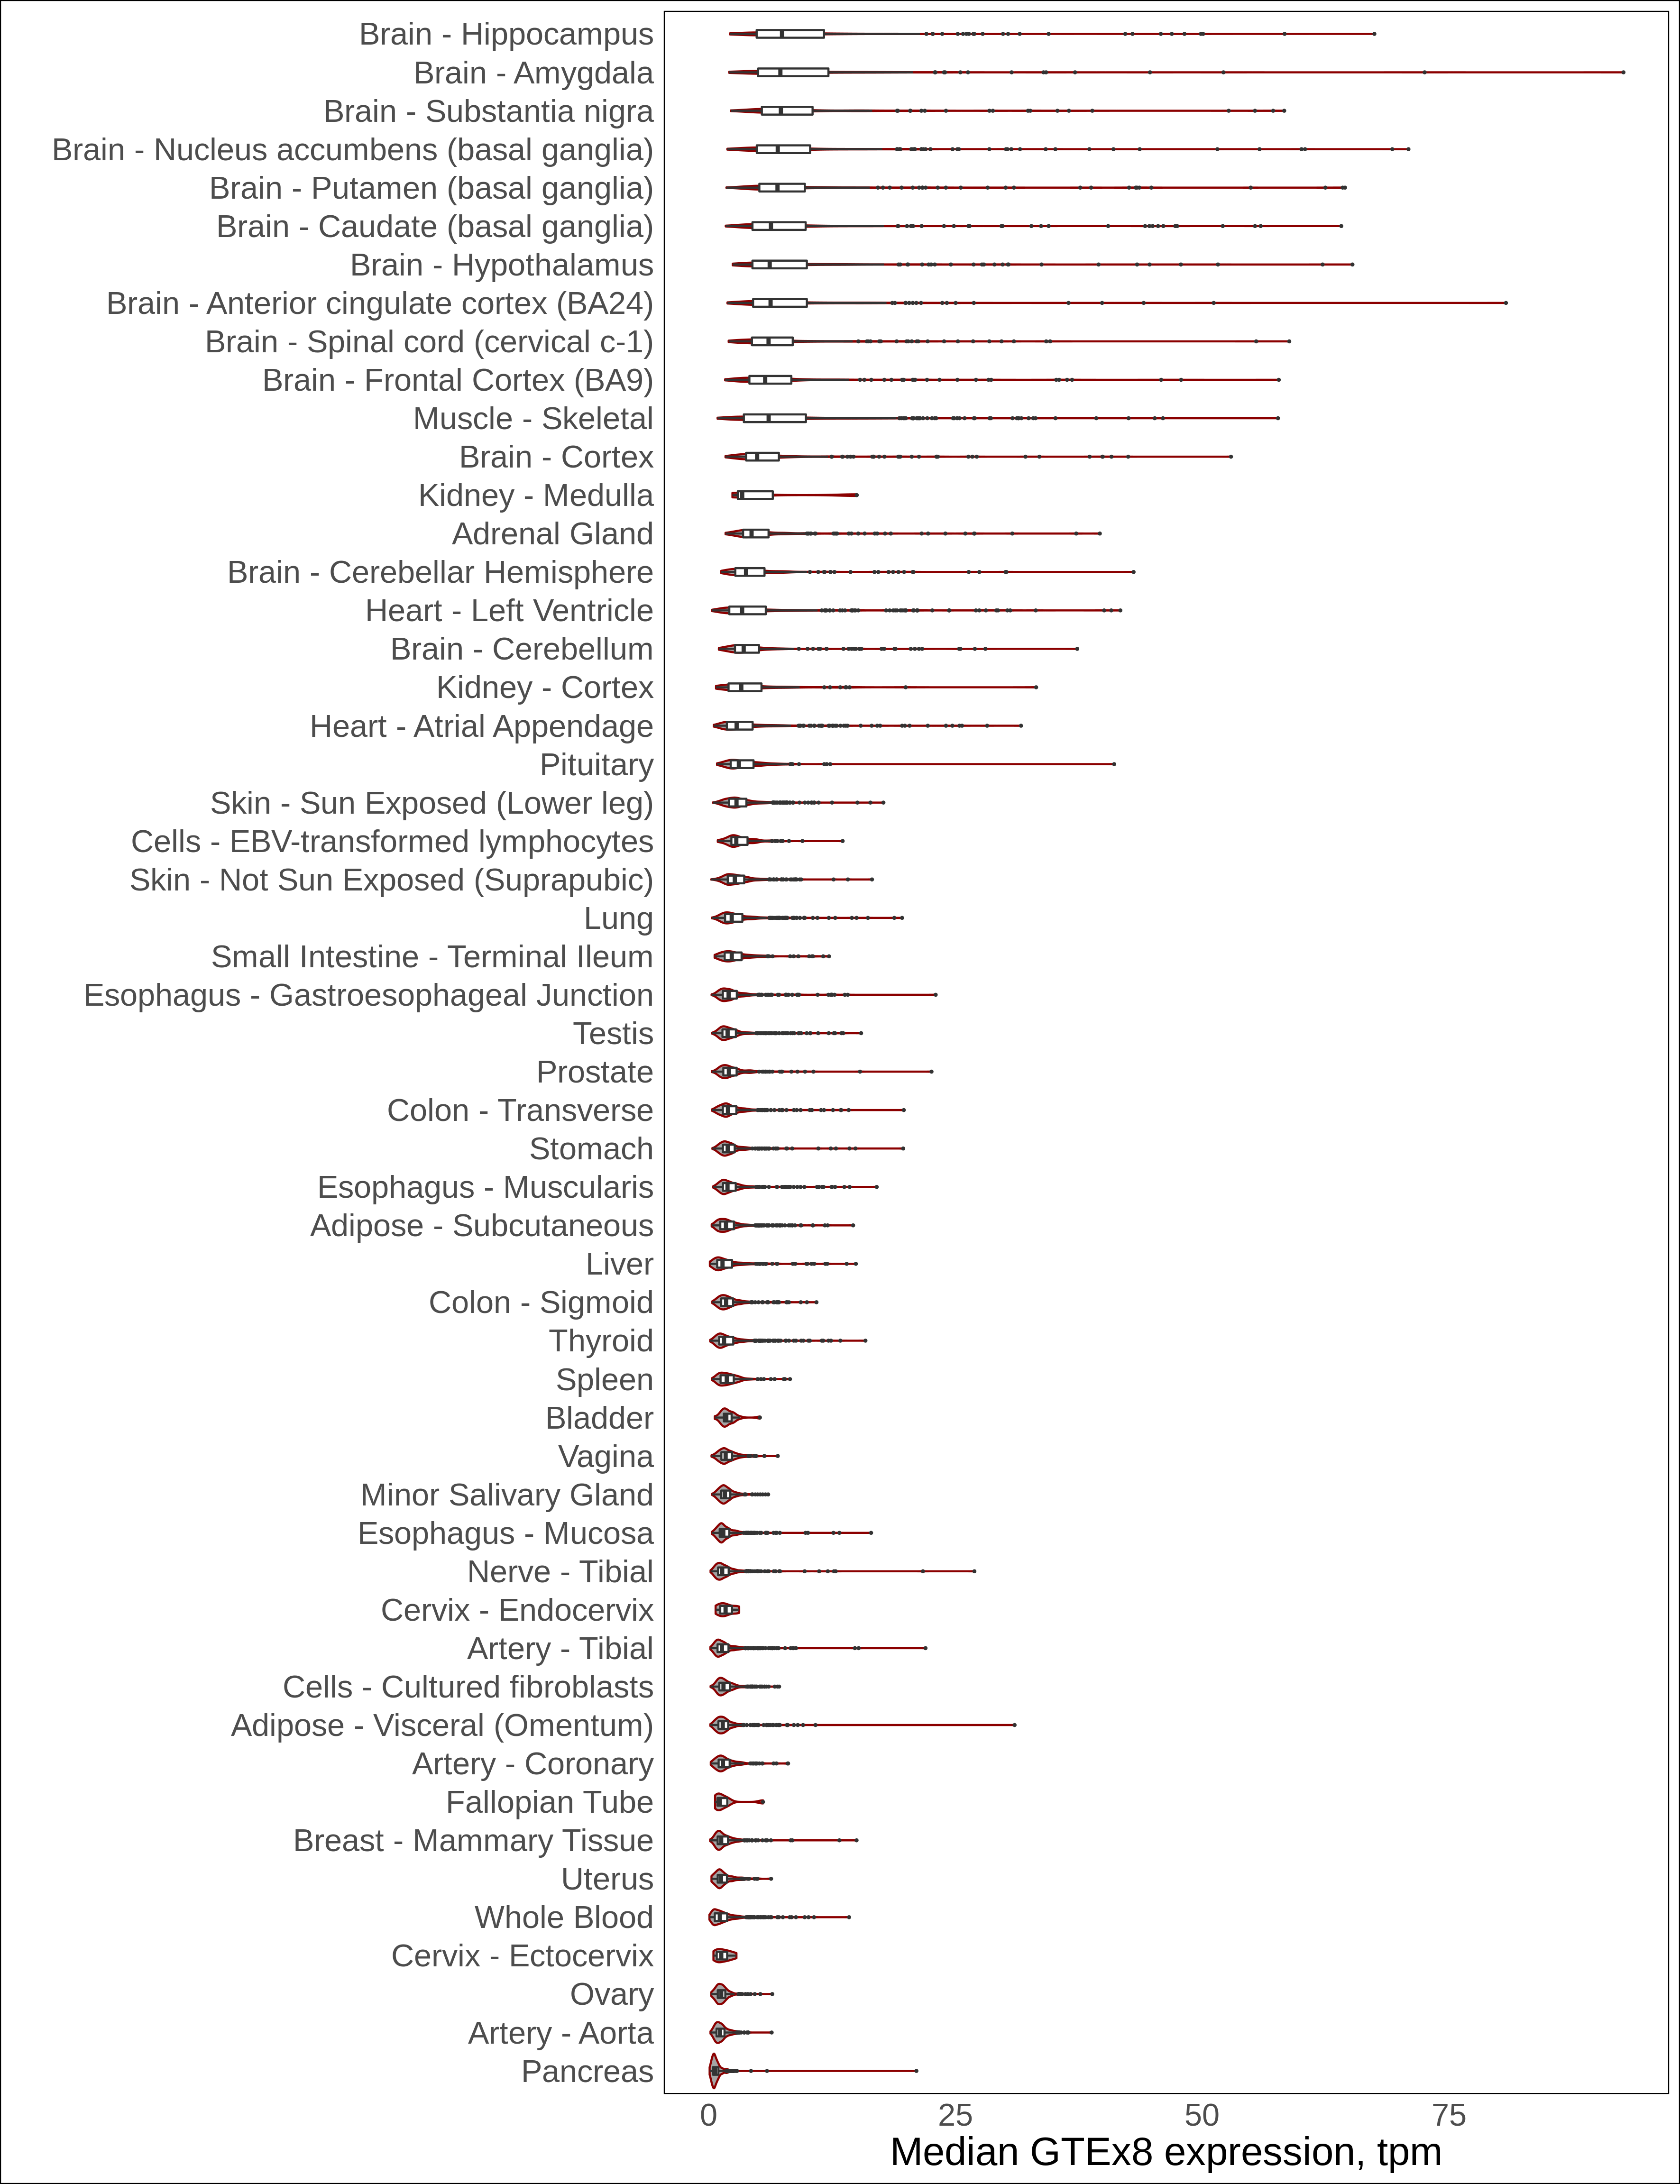 Brain - Hippocampus
Brain - Amygdala
Brain - Substantia nigra
Brain - Nucleus accumbens (basal ganglia)
Brain - Putamen (basal ganglia)
Brain - Caudate (basal ganglia)
Brain - Hypothalamus
Brain - Anterior cingulate cortex (BA24)
Brain - Spinal cord (cervical c-1)
Brain - Frontal Cortex (BA9)
Muscle - Skeletal
Brain - Cortex
Kidney - Medulla
Adrenal Gland
Brain - Cerebellar Hemisphere
Heart - Left Ventricle
Brain - Cerebellum
Kidney - Cortex
Heart - Atrial Appendage
Pituitary
Skin - Sun Exposed (Lower leg)
Cells - EBV-transformed lymphocytes
Skin - Not Sun Exposed (Suprapubic)
Lung
Small Intestine - Terminal Ileum
Esophagus - Gastroesophageal Junction
Testis
Prostate
Colon - Transverse
Stomach
Esophagus - Muscularis
Adipose - Subcutaneous
Liver
Colon - Sigmoid
Thyroid
Spleen
Bladder
Vagina
Minor Salivary Gland
Esophagus - Mucosa
Nerve - Tibial
Cervix - Endocervix
Artery - Tibial
Cells - Cultured fibroblasts
Adipose - Visceral (Omentum)
Artery - Coronary
Fallopian Tube
Breast - Mammary Tissue
Uterus
Whole Blood
Cervix - Ectocervix
Ovary
Artery - Aorta
Pancreas
0 25 50 75
Median GTEx8 expression, tpm